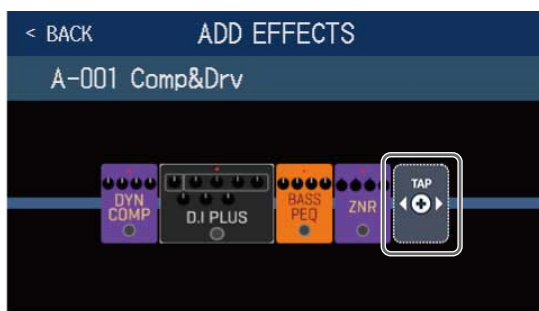 < BACK ADD EFFECTS
A-001 Comp&Drv
DYN
COMP
D.I PLUS
BASS
PEQ
ZNR
TAP